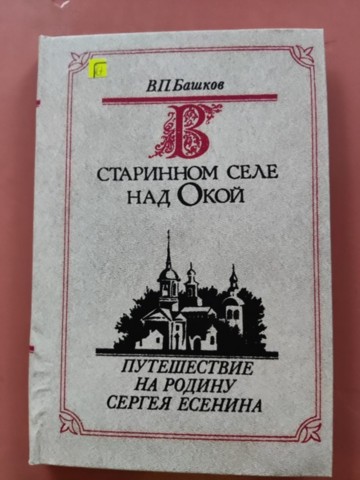 В.П.Башков
В
СТАРИННОМ СЕЛЕ
НАД ОКОЙ
ПУТЕШЕСТВИЕ
НА РОДИНУ
СЕРГЕЯ ЕСЕНИНА